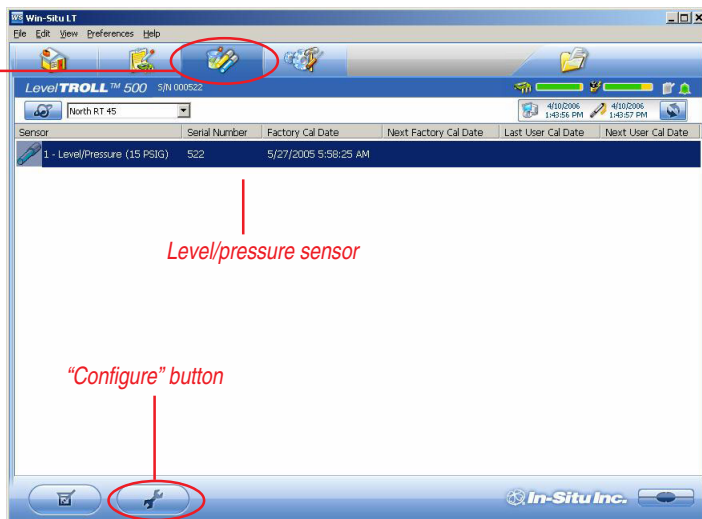 Win-Situ LT
File Edit View Preferences Help
Level TROLL™ 500 S/N 000522
North RT 45
4/10/2006 1:43:56 PM 4/10/2006 1:43:57 PM
Sensor Serial Number Factory Cal Date Next Factory Cal Date Last User Cal Date Next User Cal Date
1 - Level/Pressure (15 PSIG) 522 5/27/2005 5:58:25 AM
Level/pressure sensor
“Configure” button
In-Situ Inc.